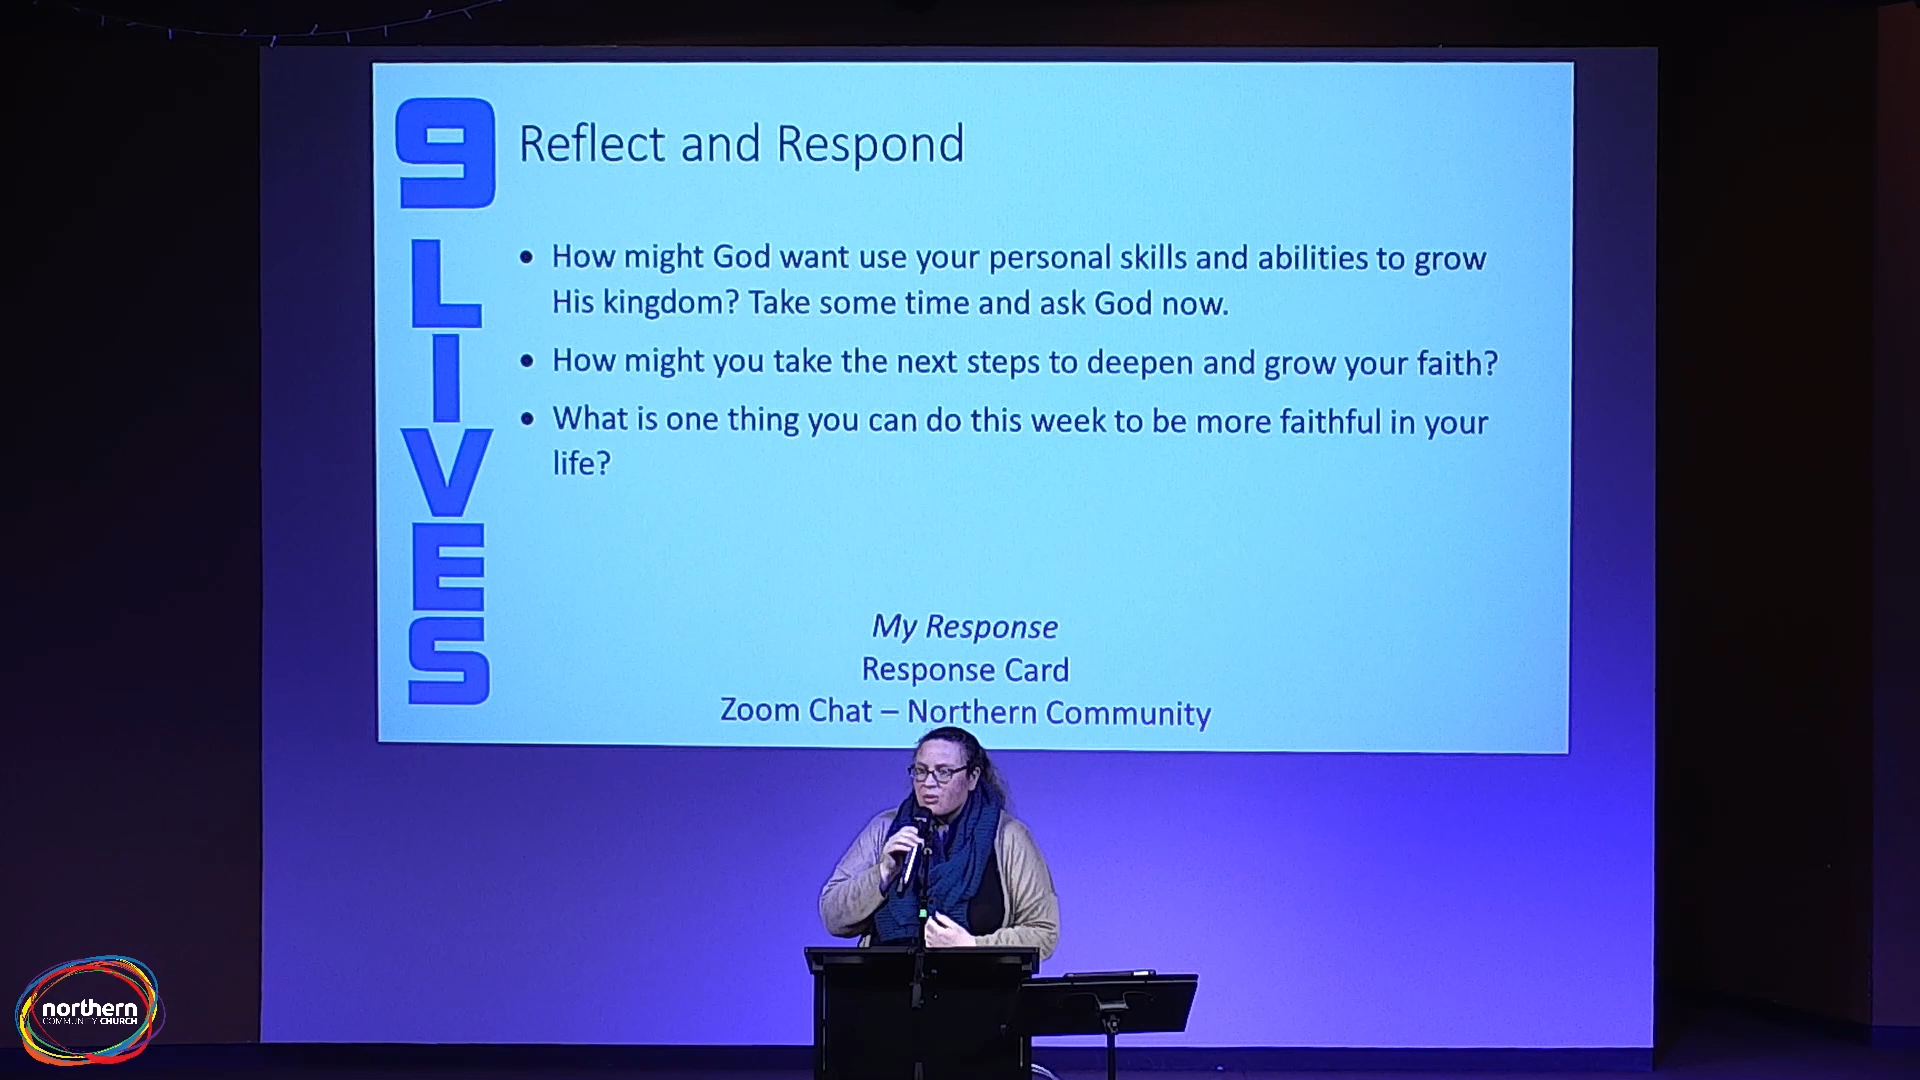 9 LIVES
Reflect and Respond
• How might God want use your personal skills and abilities to grow
His kingdom? Take some time and ask God now.
• How might you take the next steps to deepen and grow your faith?
• What is one thing you can do this week to be more faithful in your
life?
My Response
Response Card
Zoom Chat – Northern Community
northern
COMMUNITY CHURCH